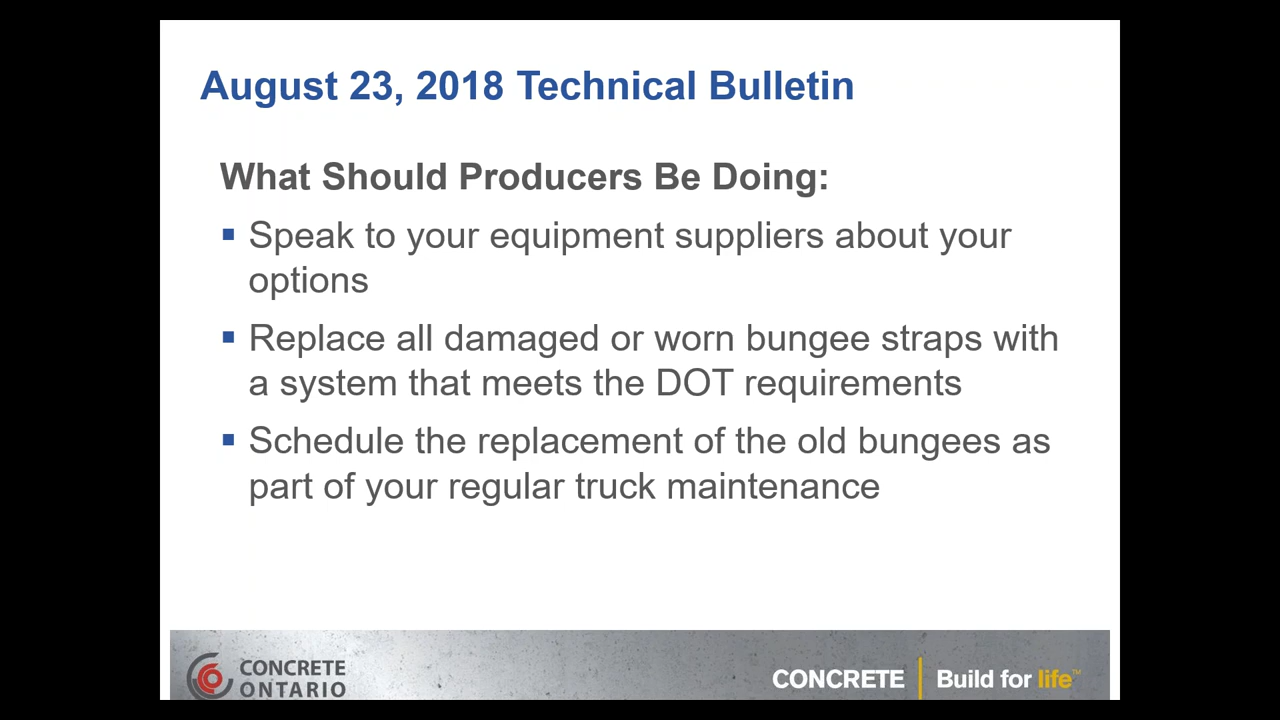 August 23, 2018 Technical Bulletin
What Should Producers Be Doing:
▪ Speak to your equipment suppliers about your
options
▪ Replace all damaged or worn bungee straps with
a system that meets the DOT requirements
▪ Schedule the replacement of the old bungees as
part of your regular truck maintenance
CONCRETE
ONTARIO
CONCRETE | Build for life™